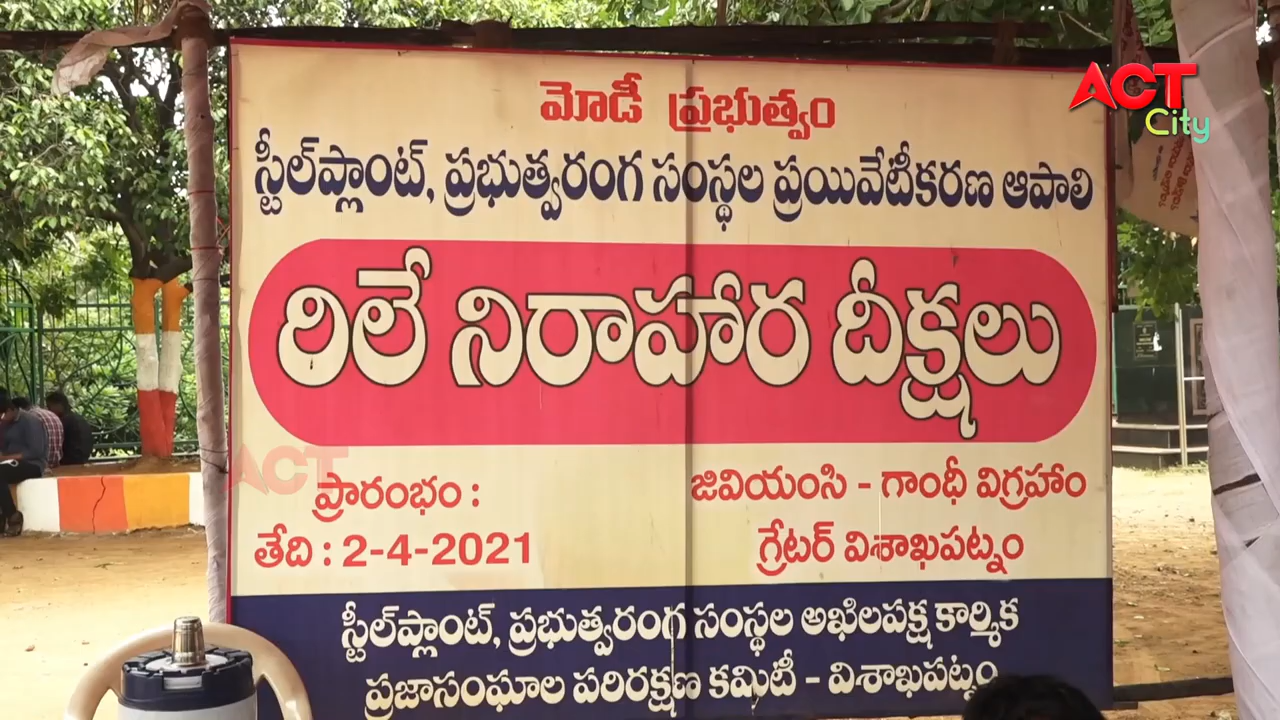 మోడీ ప్రభుత్వం
ACT
City
స్టీల్‌ప్లాంట్, ప్రభుత్వరంగ సంస్థల ప్రయివేటీకరణ ఆపాలి
రిలే నిరాహార దీక్షలు
ACT
ప్రారంభం :
తేది : 2-4-2021
జివియంసి - గాంధీ విగ్రహం
గ్రేటర్ విశాఖపట్నం
స్టీల్‌ప్లాంట్, ప్రభుత్వరంగ సంస్థల అఖిలపక్ష కార్మిక
ప్రజాసంఘాల పరిరక్షణ కమిటీ - విశాఖపట్నం